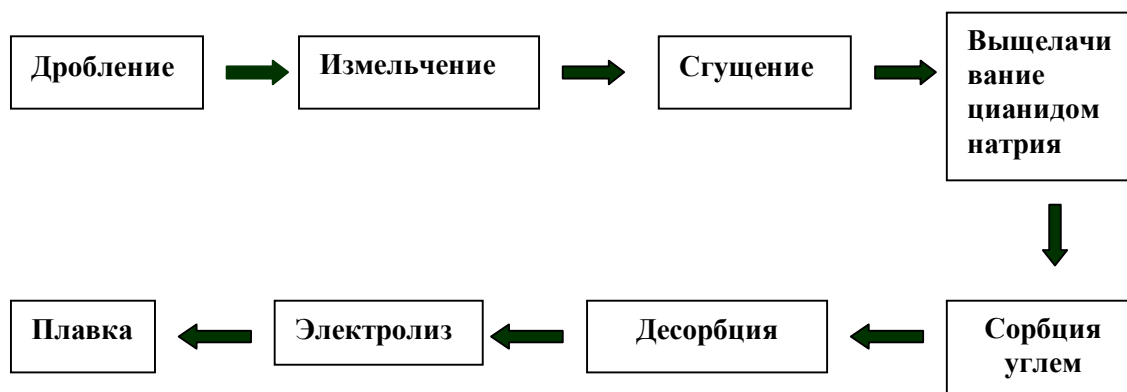 Дробление
Измельчение
Сгущение
Выщелачи
вание
цианидом
натрия
Плавка
Электролиз
Десорбция
Сорбция
углем